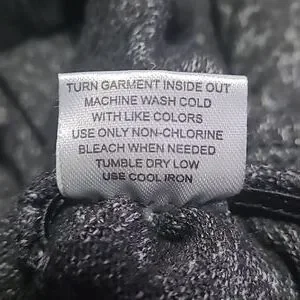 TURN GARMENT INSIDE OUT
MACHINE WASH COLD
WITH LIKE COLORS
USE ONLY NON-CHLORINE
BLEACH WHEN NEEDED
TUMBLE DRY LOW
USE COOL IRON